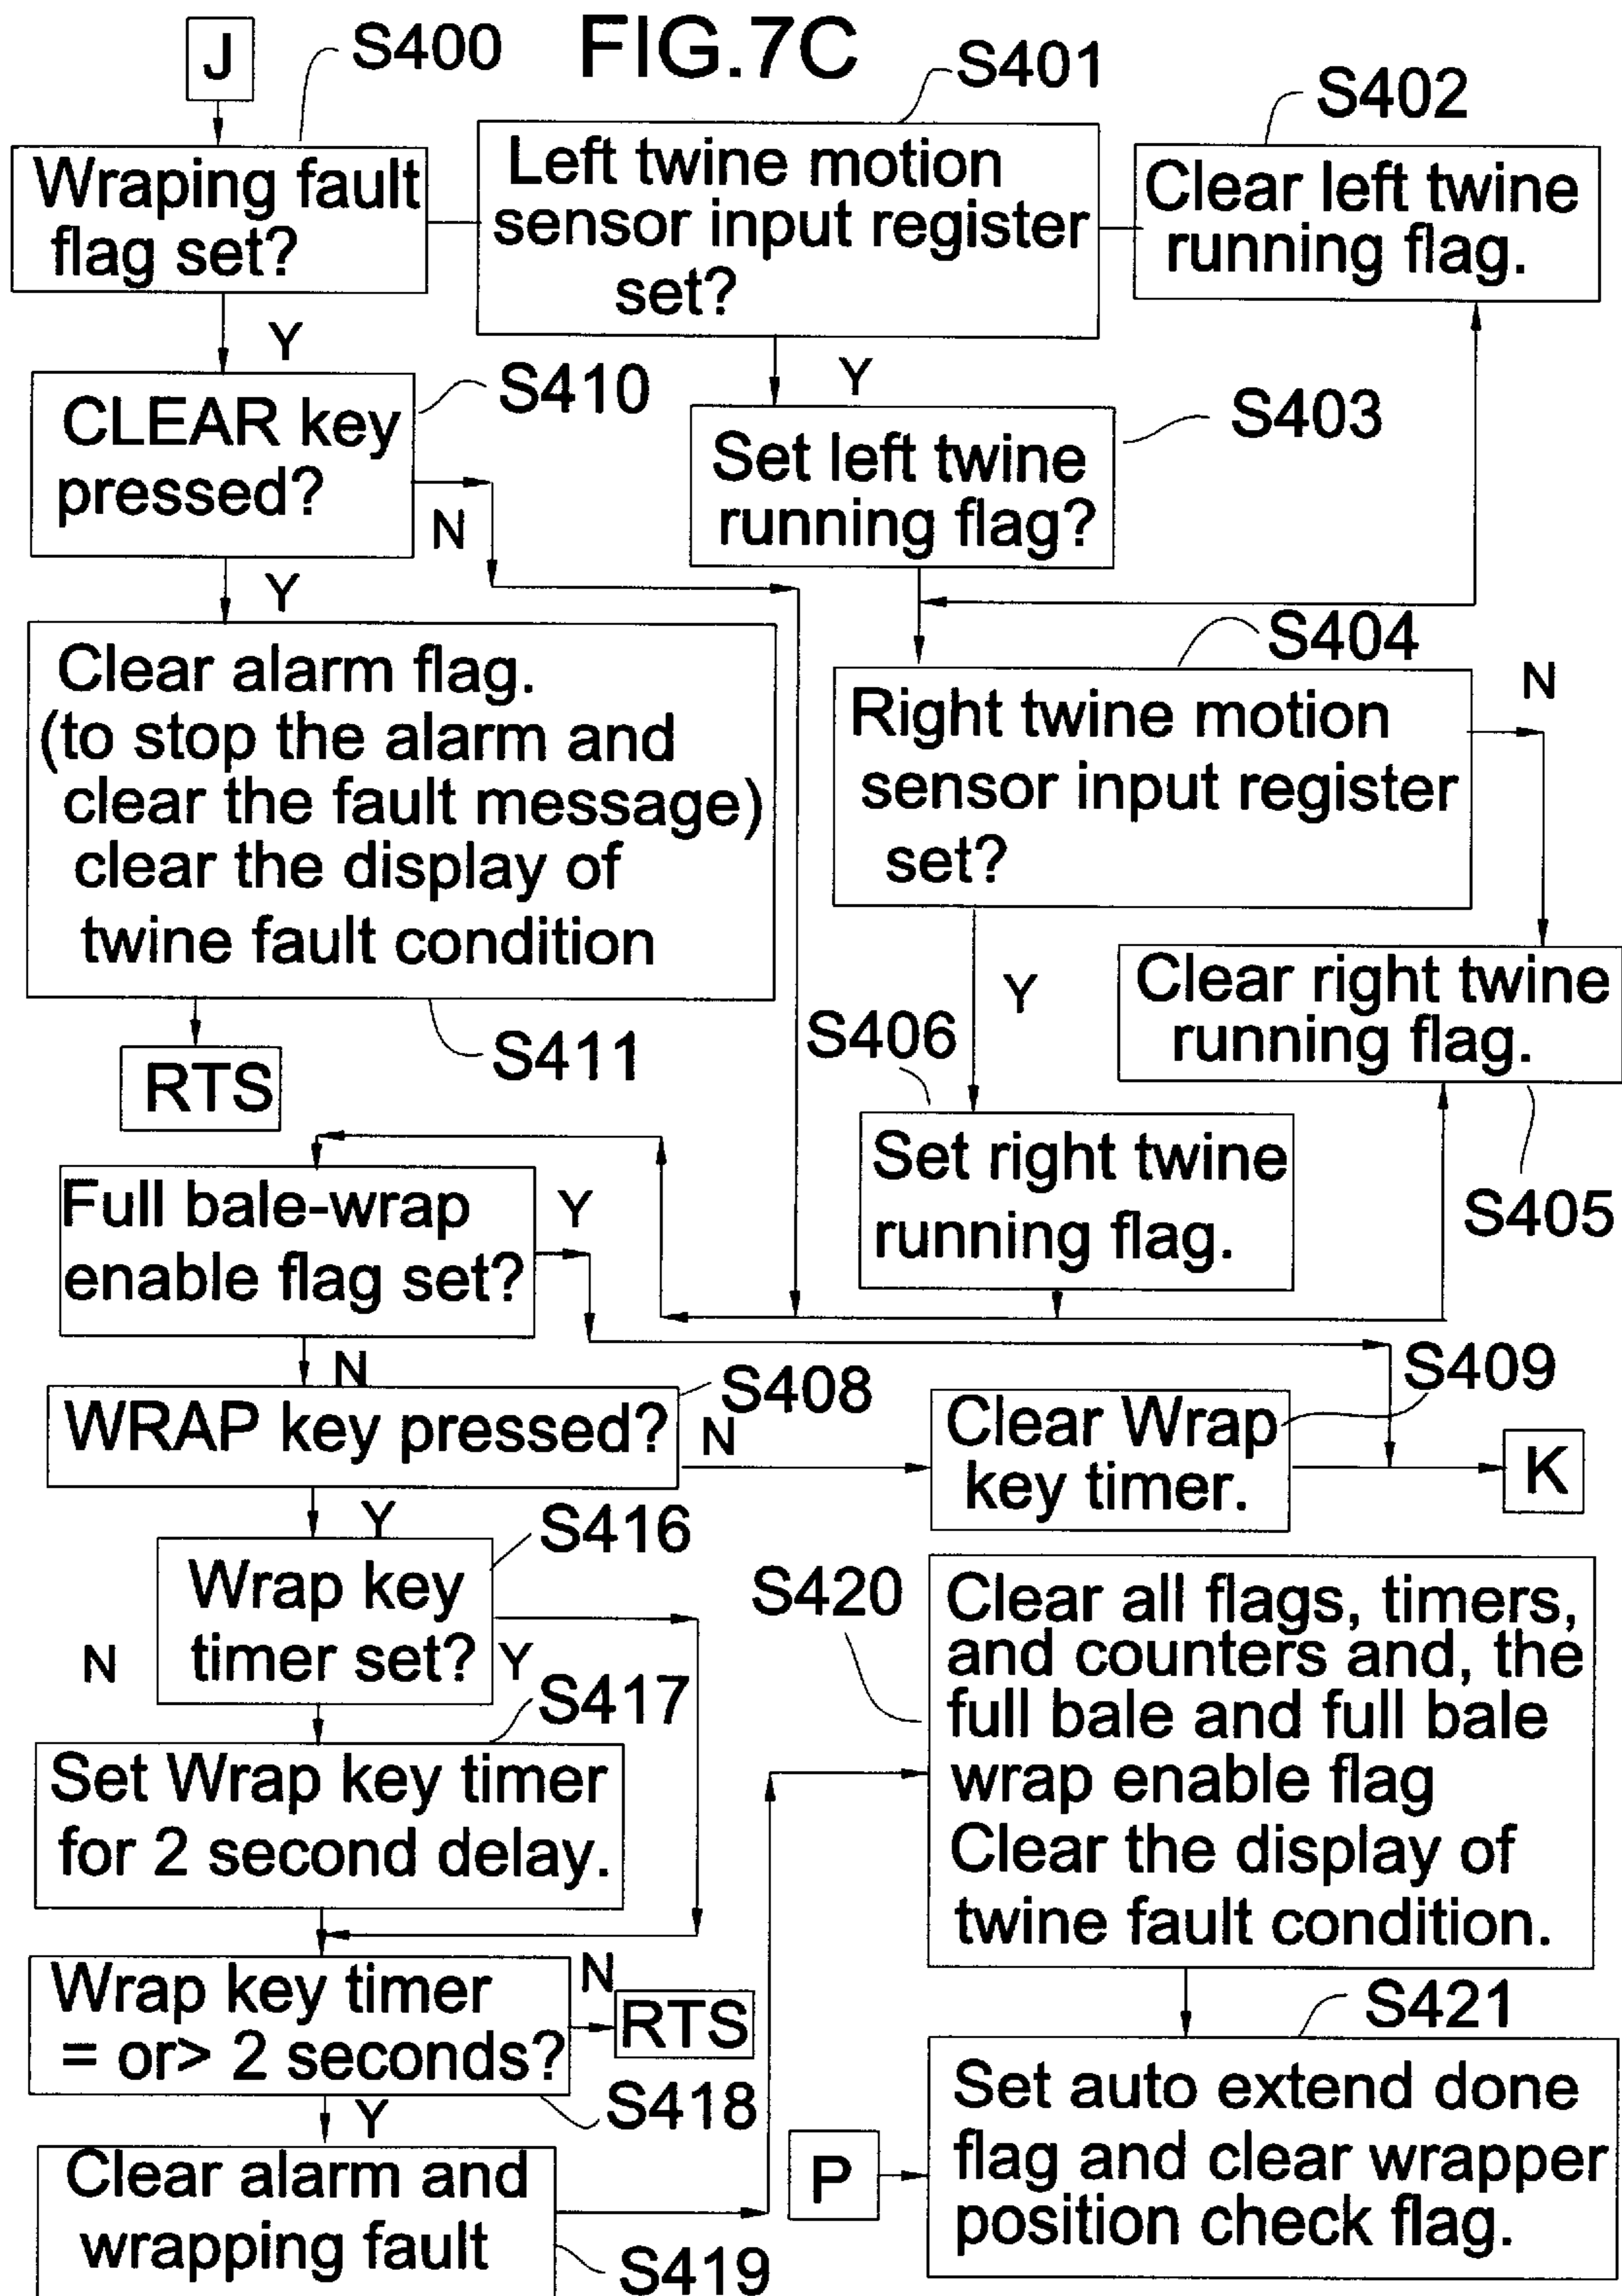 FIG.7C
J
S400
S401
S402
Wraping fault
flag set?
Left twine motion
sensor input register
set?
Clear left twine
running flag.
Y
Y
S410
S403
CLEAR key
pressed?
N
Set left twine
running flag?
Y
S404
Clear alarm flag.
(to stop the alarm and
clear the fault message)
clear the display of
twine fault condition
Right twine motion
sensor input register
set?
N
Y
Clear right twine
running flag.
S411
S406
RTS
S405
Set right twine
running flag.
Full bale-wrap
enable flag set?
Y
N
S408
S409
WRAP key pressed?
N
Clear Wrap
key timer.
K
Y
S416
Wrap key
timer set?
N
Y
S417
S420
Clear all flags, timers,
and counters and, the
full bale and full bale
wrap enable flag
Clear the display of
twine fault condition.
Set Wrap key timer
for 2 second delay.
Wrap key timer
= or> 2 seconds?
N
RTS
S418
S421
Y
Clear alarm and
wrapping fault
S419
P
Set auto extend done
flag and clear wrapper
position check flag.